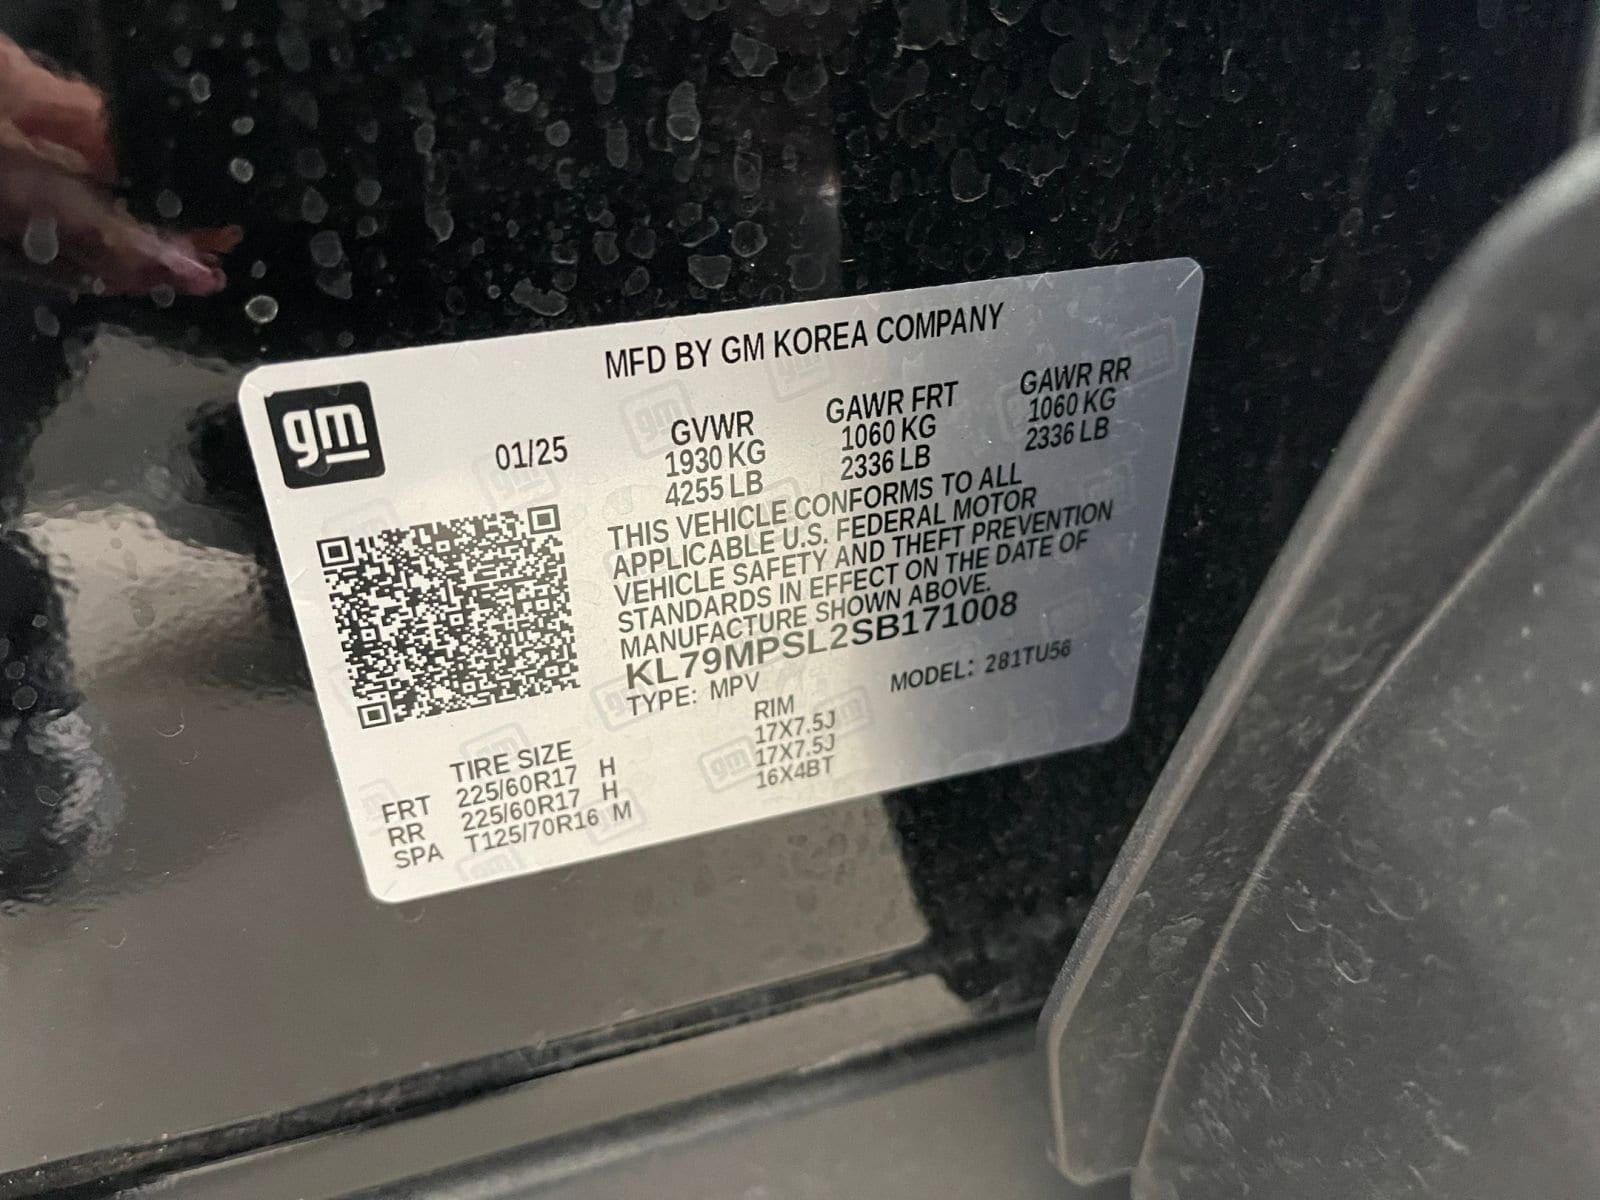 MFD BY GM KOREA COMPANY
gm
01/25
GVWR GAWR FRT GAWR RR
1930 KG 1060 KG 1060 KG
4255 LB 2336 LB 2336 LB
THIS VEHICLE CONFORMS TO ALL
APPLICABLE U.S. FEDERAL MOTOR
VEHICLE SAFETY AND THEFT PREVENTION
STANDARDS IN EFFECT ON THE DATE OF
MANUFACTURE SHOWN ABOVE.
KL79MPSL2SB171008
TYPE: MPV MODEL: 281TU56
TIRE SIZE RIM
FRT 225/60R17 H 17X7.5J
RR 225/60R17 H 17X7.5J
SPA T125/70R16 M 16X4BT